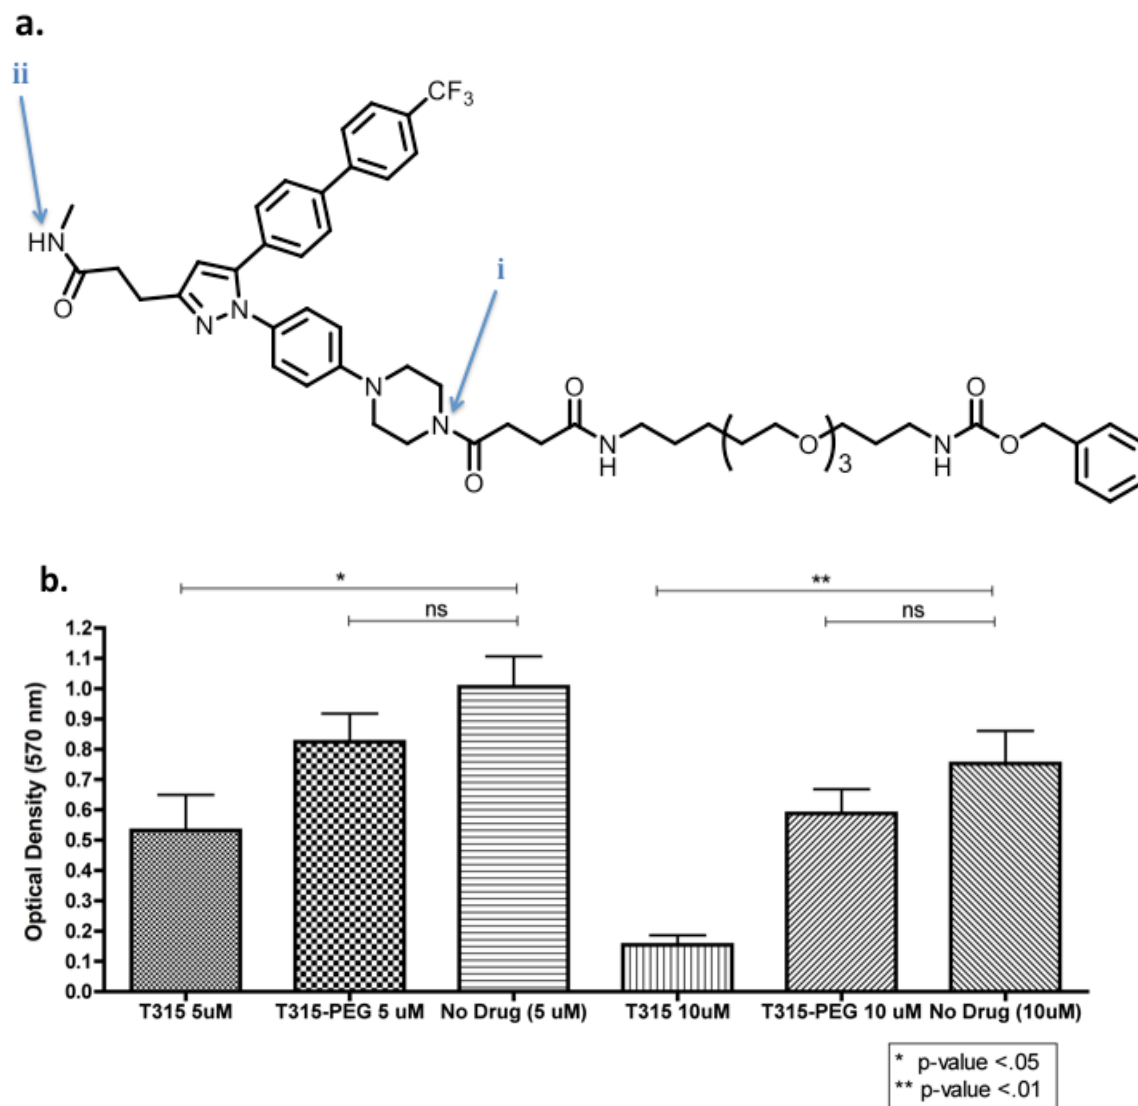 a.
ii
CF3
HN
O
N
N
i
N
N
O
O
N
H
O
3
O
N
H
O
b.
*
**
ns
ns
Optical Density (570 nm)
1.2
1.1
1.0
0.9
0.8
0.7
0.6
0.5
0.4
0.3
0.2
0.1
0.0
T315 5uM
T315-PEG 5 uM
No Drug (5 uM)
T315 10uM
T315-PEG 10 uM
No Drug (10uM)
* p-value <.05
** p-value <.01